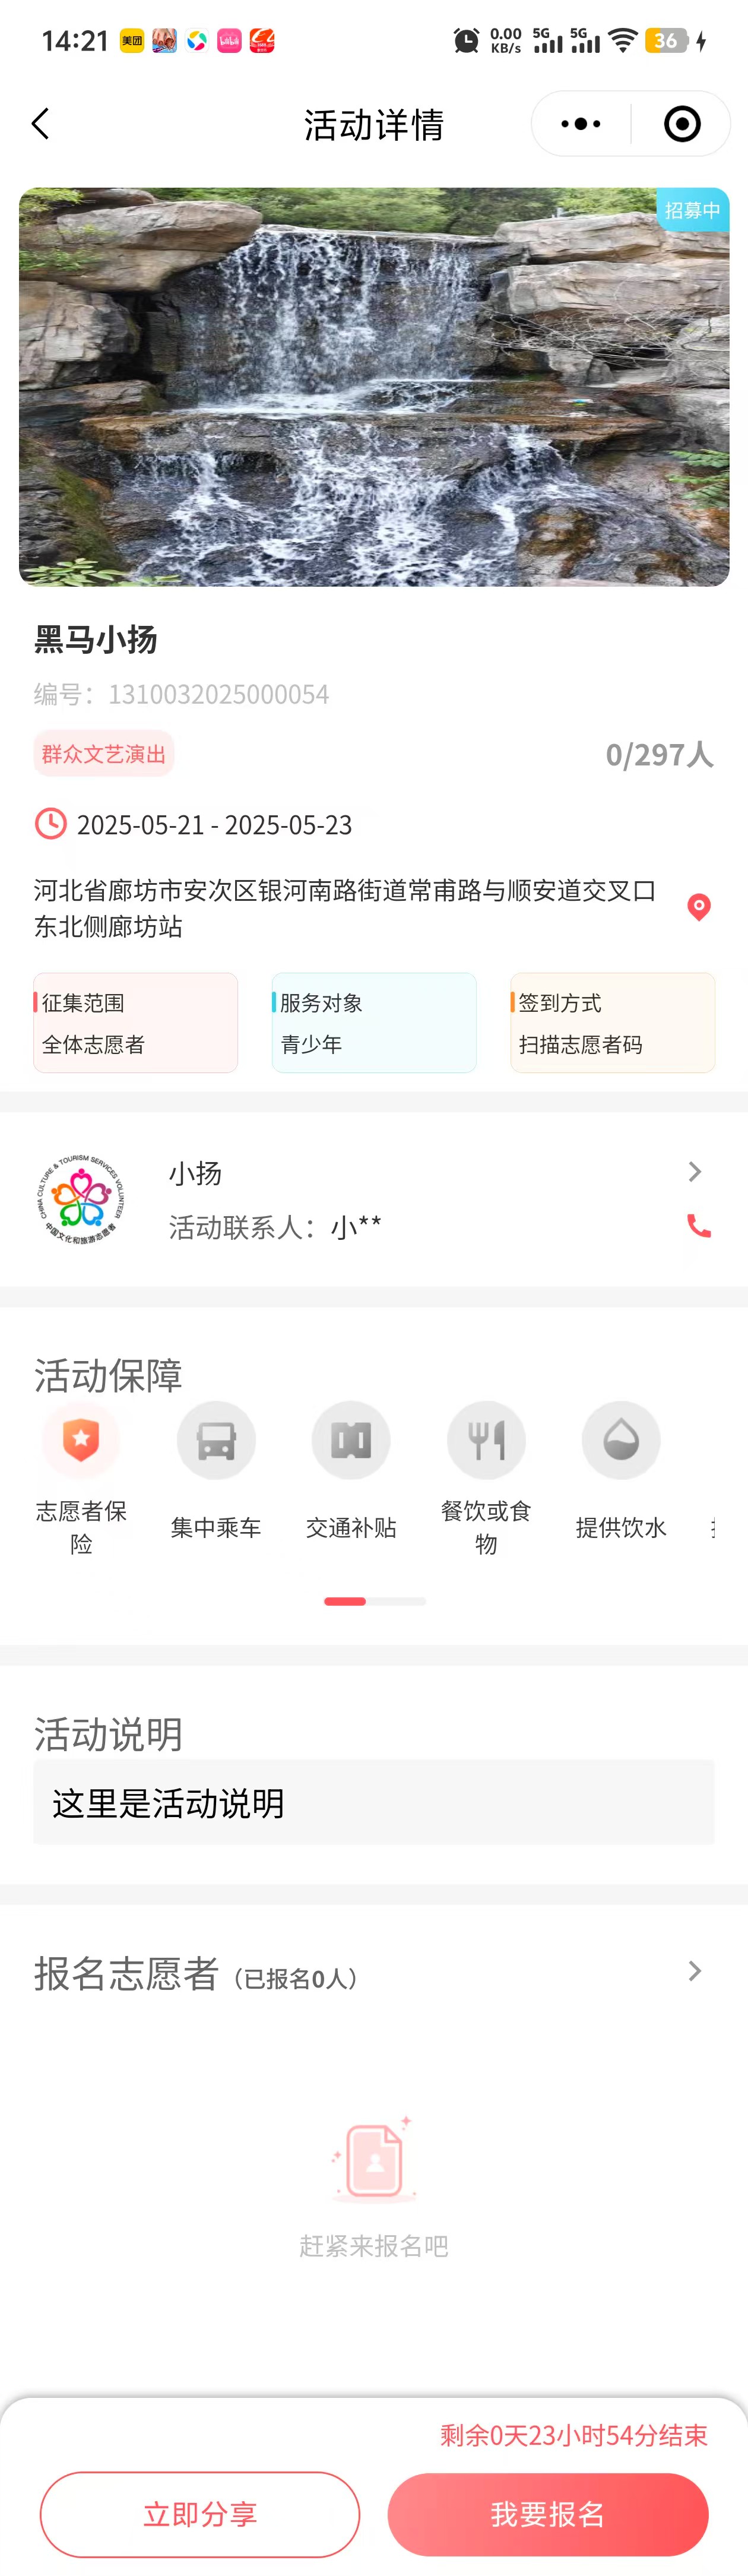 14:21
美团
0.00
KB/s
5G
5G
36
活动详情
招募中
黑马小扬
编号：1310032025000054
群众文艺演出
0/297人
2025-05-21 - 2025-05-23
河北省廊坊市安次区银河南路街道常甫路与顺安道交叉口
东北侧廊坊站
征集范围
全体志愿者
服务对象
青少年
签到方式
扫描志愿者码
CHINA CULTURE & TOURISM SERVICES VOLUNTEER
中国文化和旅游志愿者
小扬
活动联系人：小**
活动保障
志愿者保
险
集中乘车
交通补贴
餐饮或食
物
提供饮水
活动说明
这里是活动说明
报名志愿者（已报名0人）
赶紧来报名吧
剩余0天23小时54分结束
立即分享
我要报名